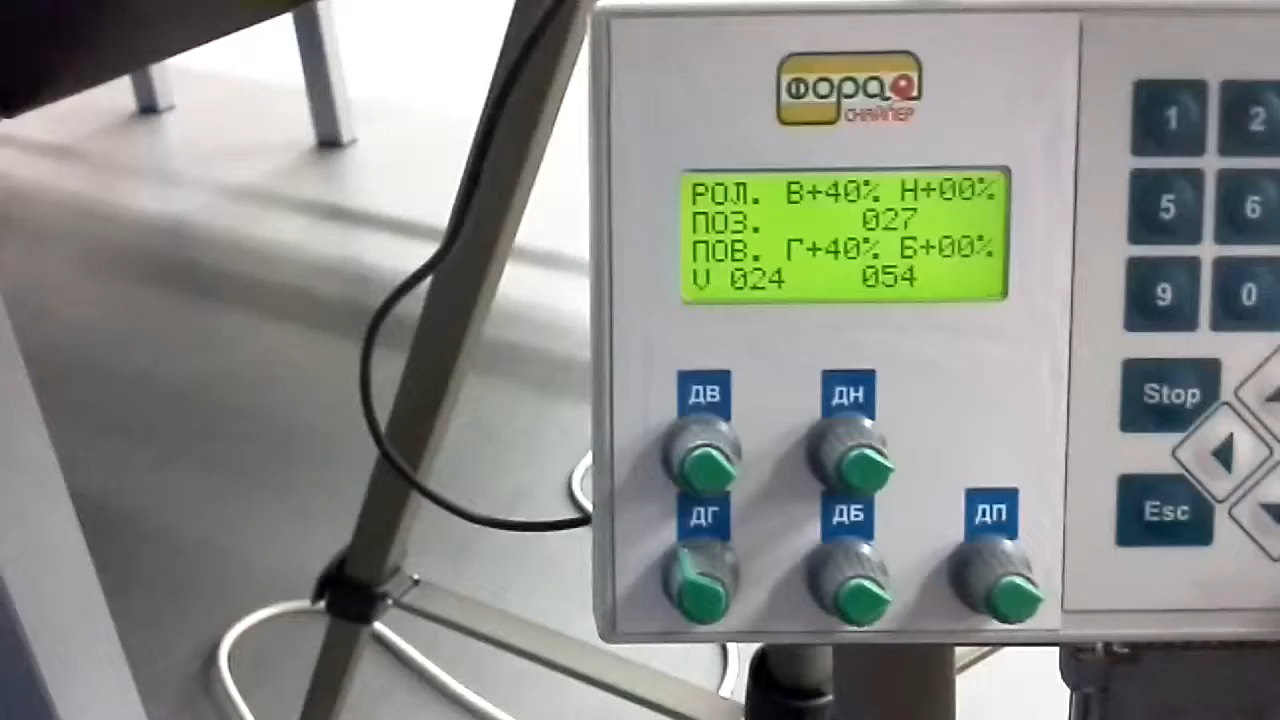 фора
СНАЙПЕР
РОЛ. В+40% Н+00%
ПОЗ. 027
ПОВ. Г+40% Б+00%
V 024 054
ДВ ДН
ДГ ДБ ДП
1 2
5 6
9 0
Stop
Esc